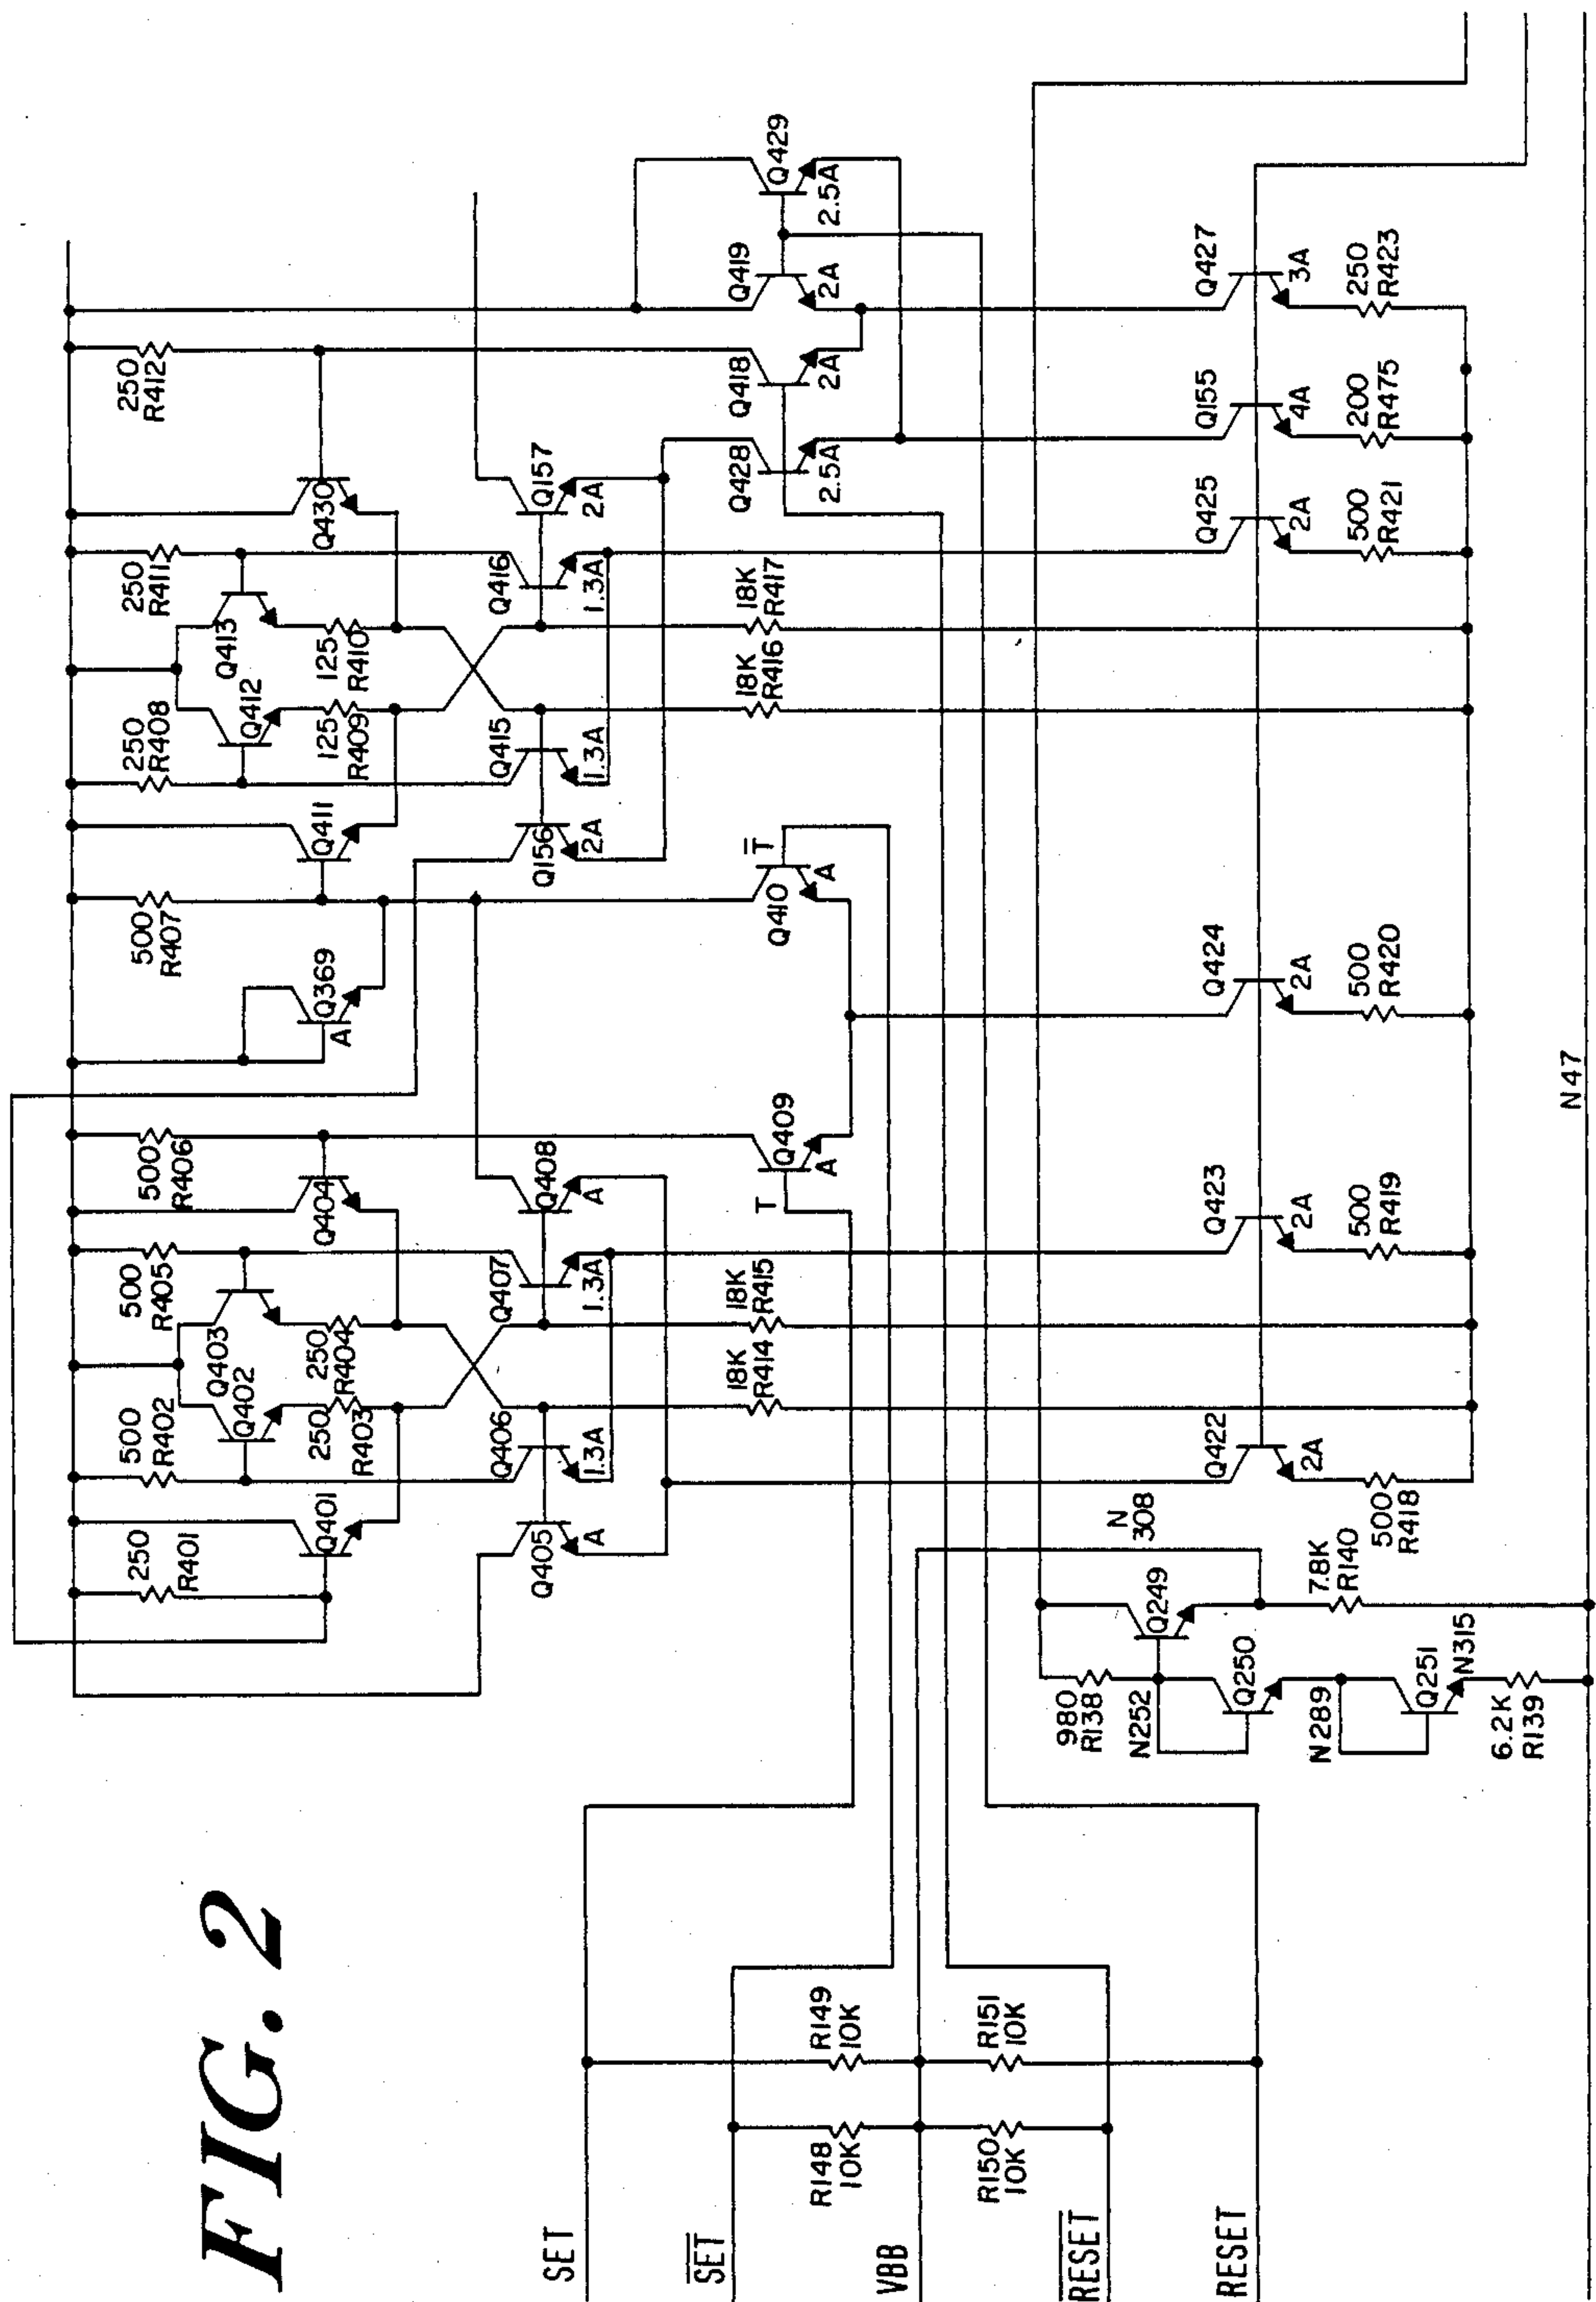 FIG. 2
SET
SET
VBB
RESET
RESET
R148
10K
R149
10K
R150
10K
R151
10K
250
R401
Q401
500
R402
Q402
Q403
250
R403
250
R404
500
R405
500
R406
Q404
Q405
A
Q406
1.3A
Q407
1.3A
Q408
A
18K
R414
18K
R415
T
Q409
A
Q369
A
500
R407
Q411
Q410
A
T
250
R408
Q412
Q413
125
R409
125
R410
250
R411
Q430
250
R412
Q156
2A
Q415
1.3A
Q416
1.3A
Q157
2A
18K
R416
18K
R417
Q428
2.5A
Q418
2A
Q419
2A
Q429
2.5A
Q422
2A
500
R418
Q423
2A
500
R419
Q424
2A
500
R420
Q425
2A
500
R421
Q155
4A
200
R475
Q427
3A
250
R423
980
R138
N252
Q249
Q250
N
308
7.8K
R140
N289
Q251
N315
6.2K
R139
N47